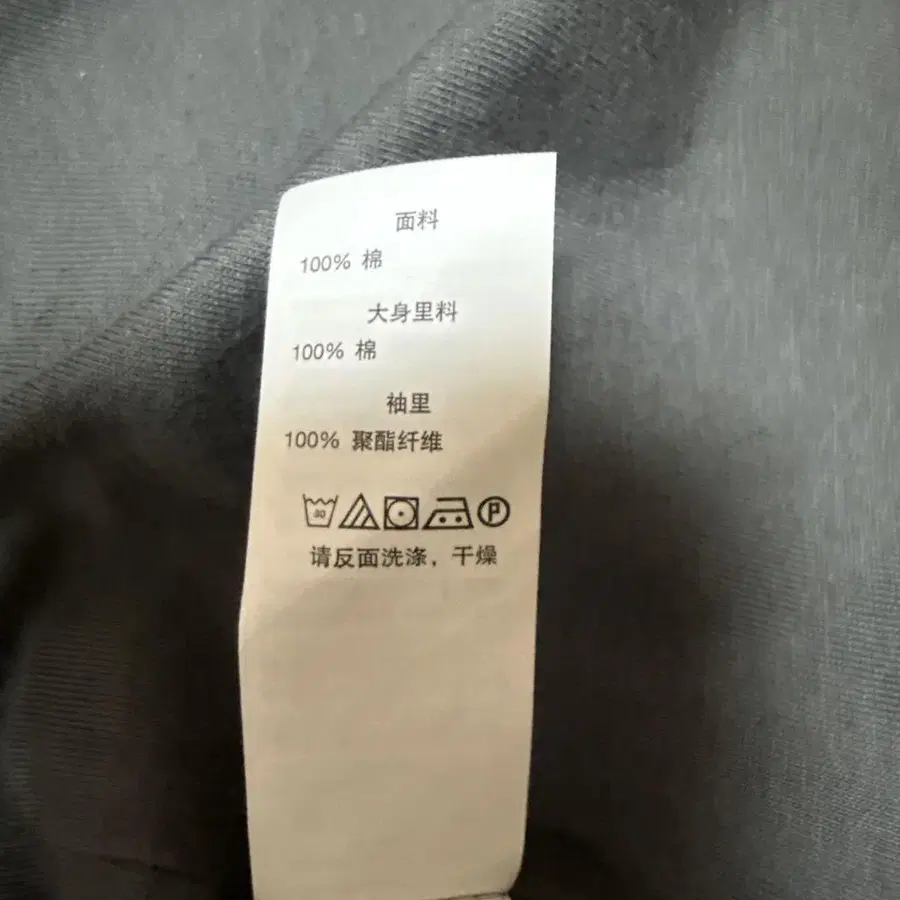 面料
100% 棉
大身里料
100% 棉
袖里
100% 聚酯纤维
P
请反面洗涤，干燥